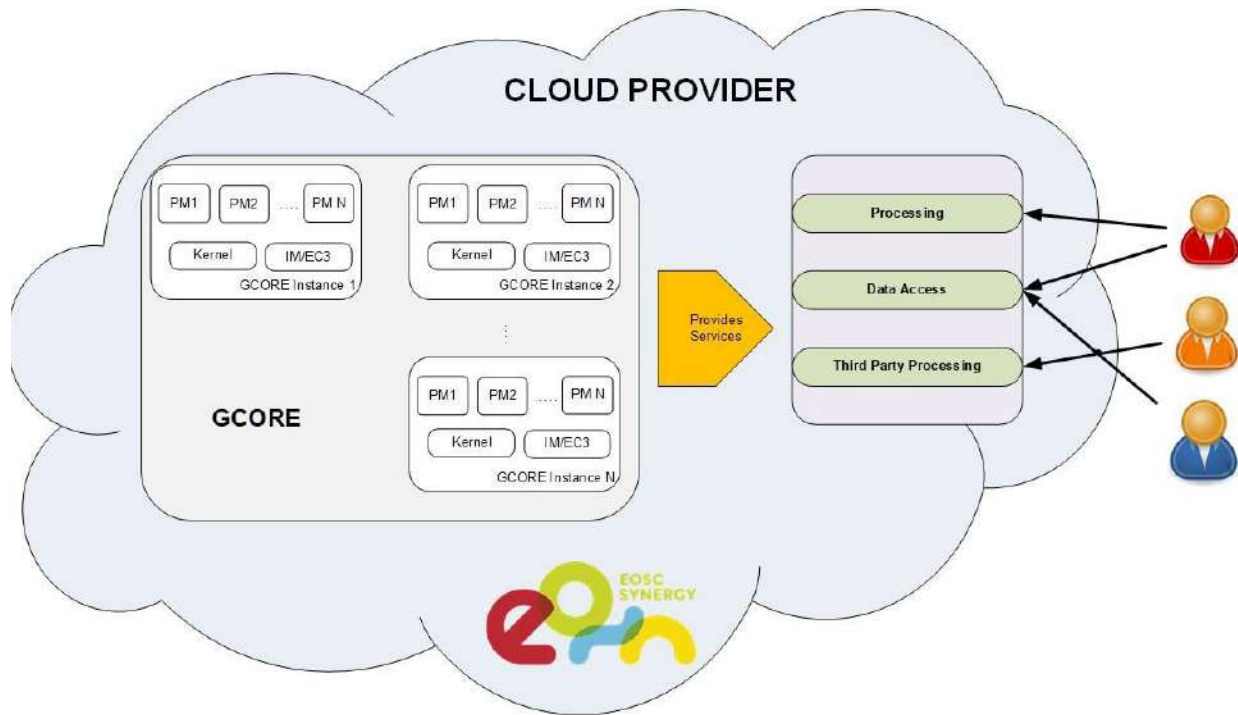 CLOUD PROVIDER
PM1 PM2 ..... PM N
Kernel IM/EC3
GCORE Instance 1
PM1 PM2 ..... PM N
Kernel IM/EC3
GCORE Instance 2
...
PM1 PM2 ..... PM N
Kernel IM/EC3
GCORE Instance N
GCORE
Provides
Services
Processing
Data Access
Third Party Processing
EOSC
SYNERGY